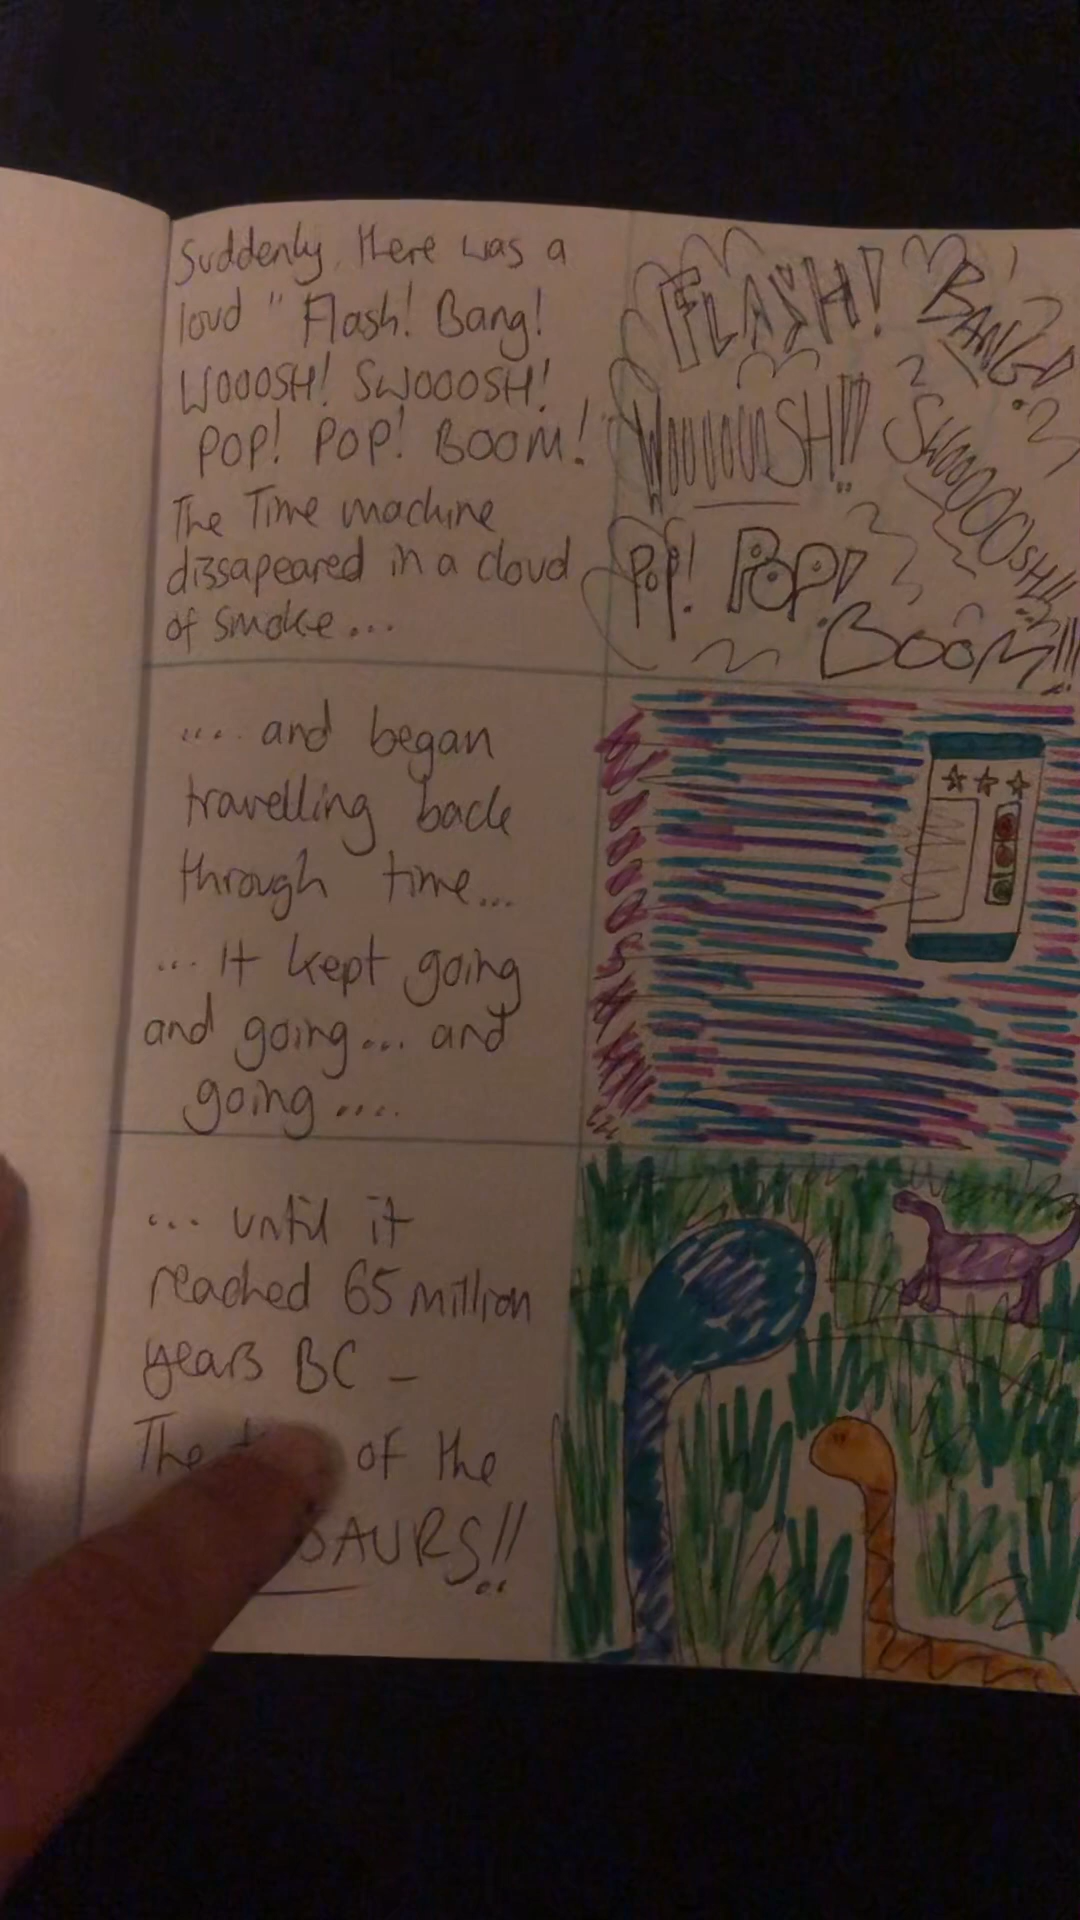 Suddenly, there was a
loud " Flash! Bang!
WOOOSH! SWOOOSH!
POP! POP! BOOM!
The Time machine
dissapeared in a cloud
of smoke...
FLASH! BANG!
WOOOOOSH!!! SWOOOOOSH!!
POP! POP!
BOOM!!!
.... and began
travelling back
through time...
... it kept going
and going... and
going....
... until it
reached 65 million
years BC -
The of the
SAURS!!